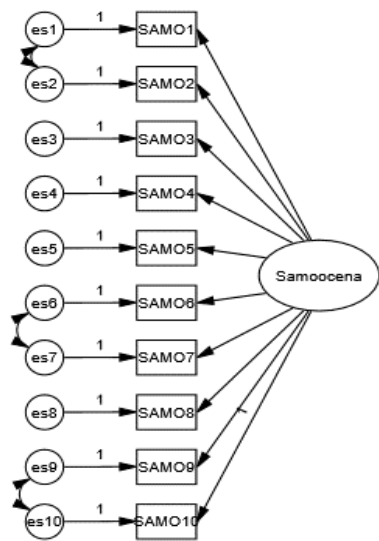 es1 1 SAMO1
es2 1 SAMO2
es3 1 SAMO3
es4 1 SAMO4
es5 1 SAMO5
Samoocena
es6 1 SAMO6
es7 1 SAMO7
es8 1 SAMO8
1
es9 1 SAMO9
es10 1 SAMO10